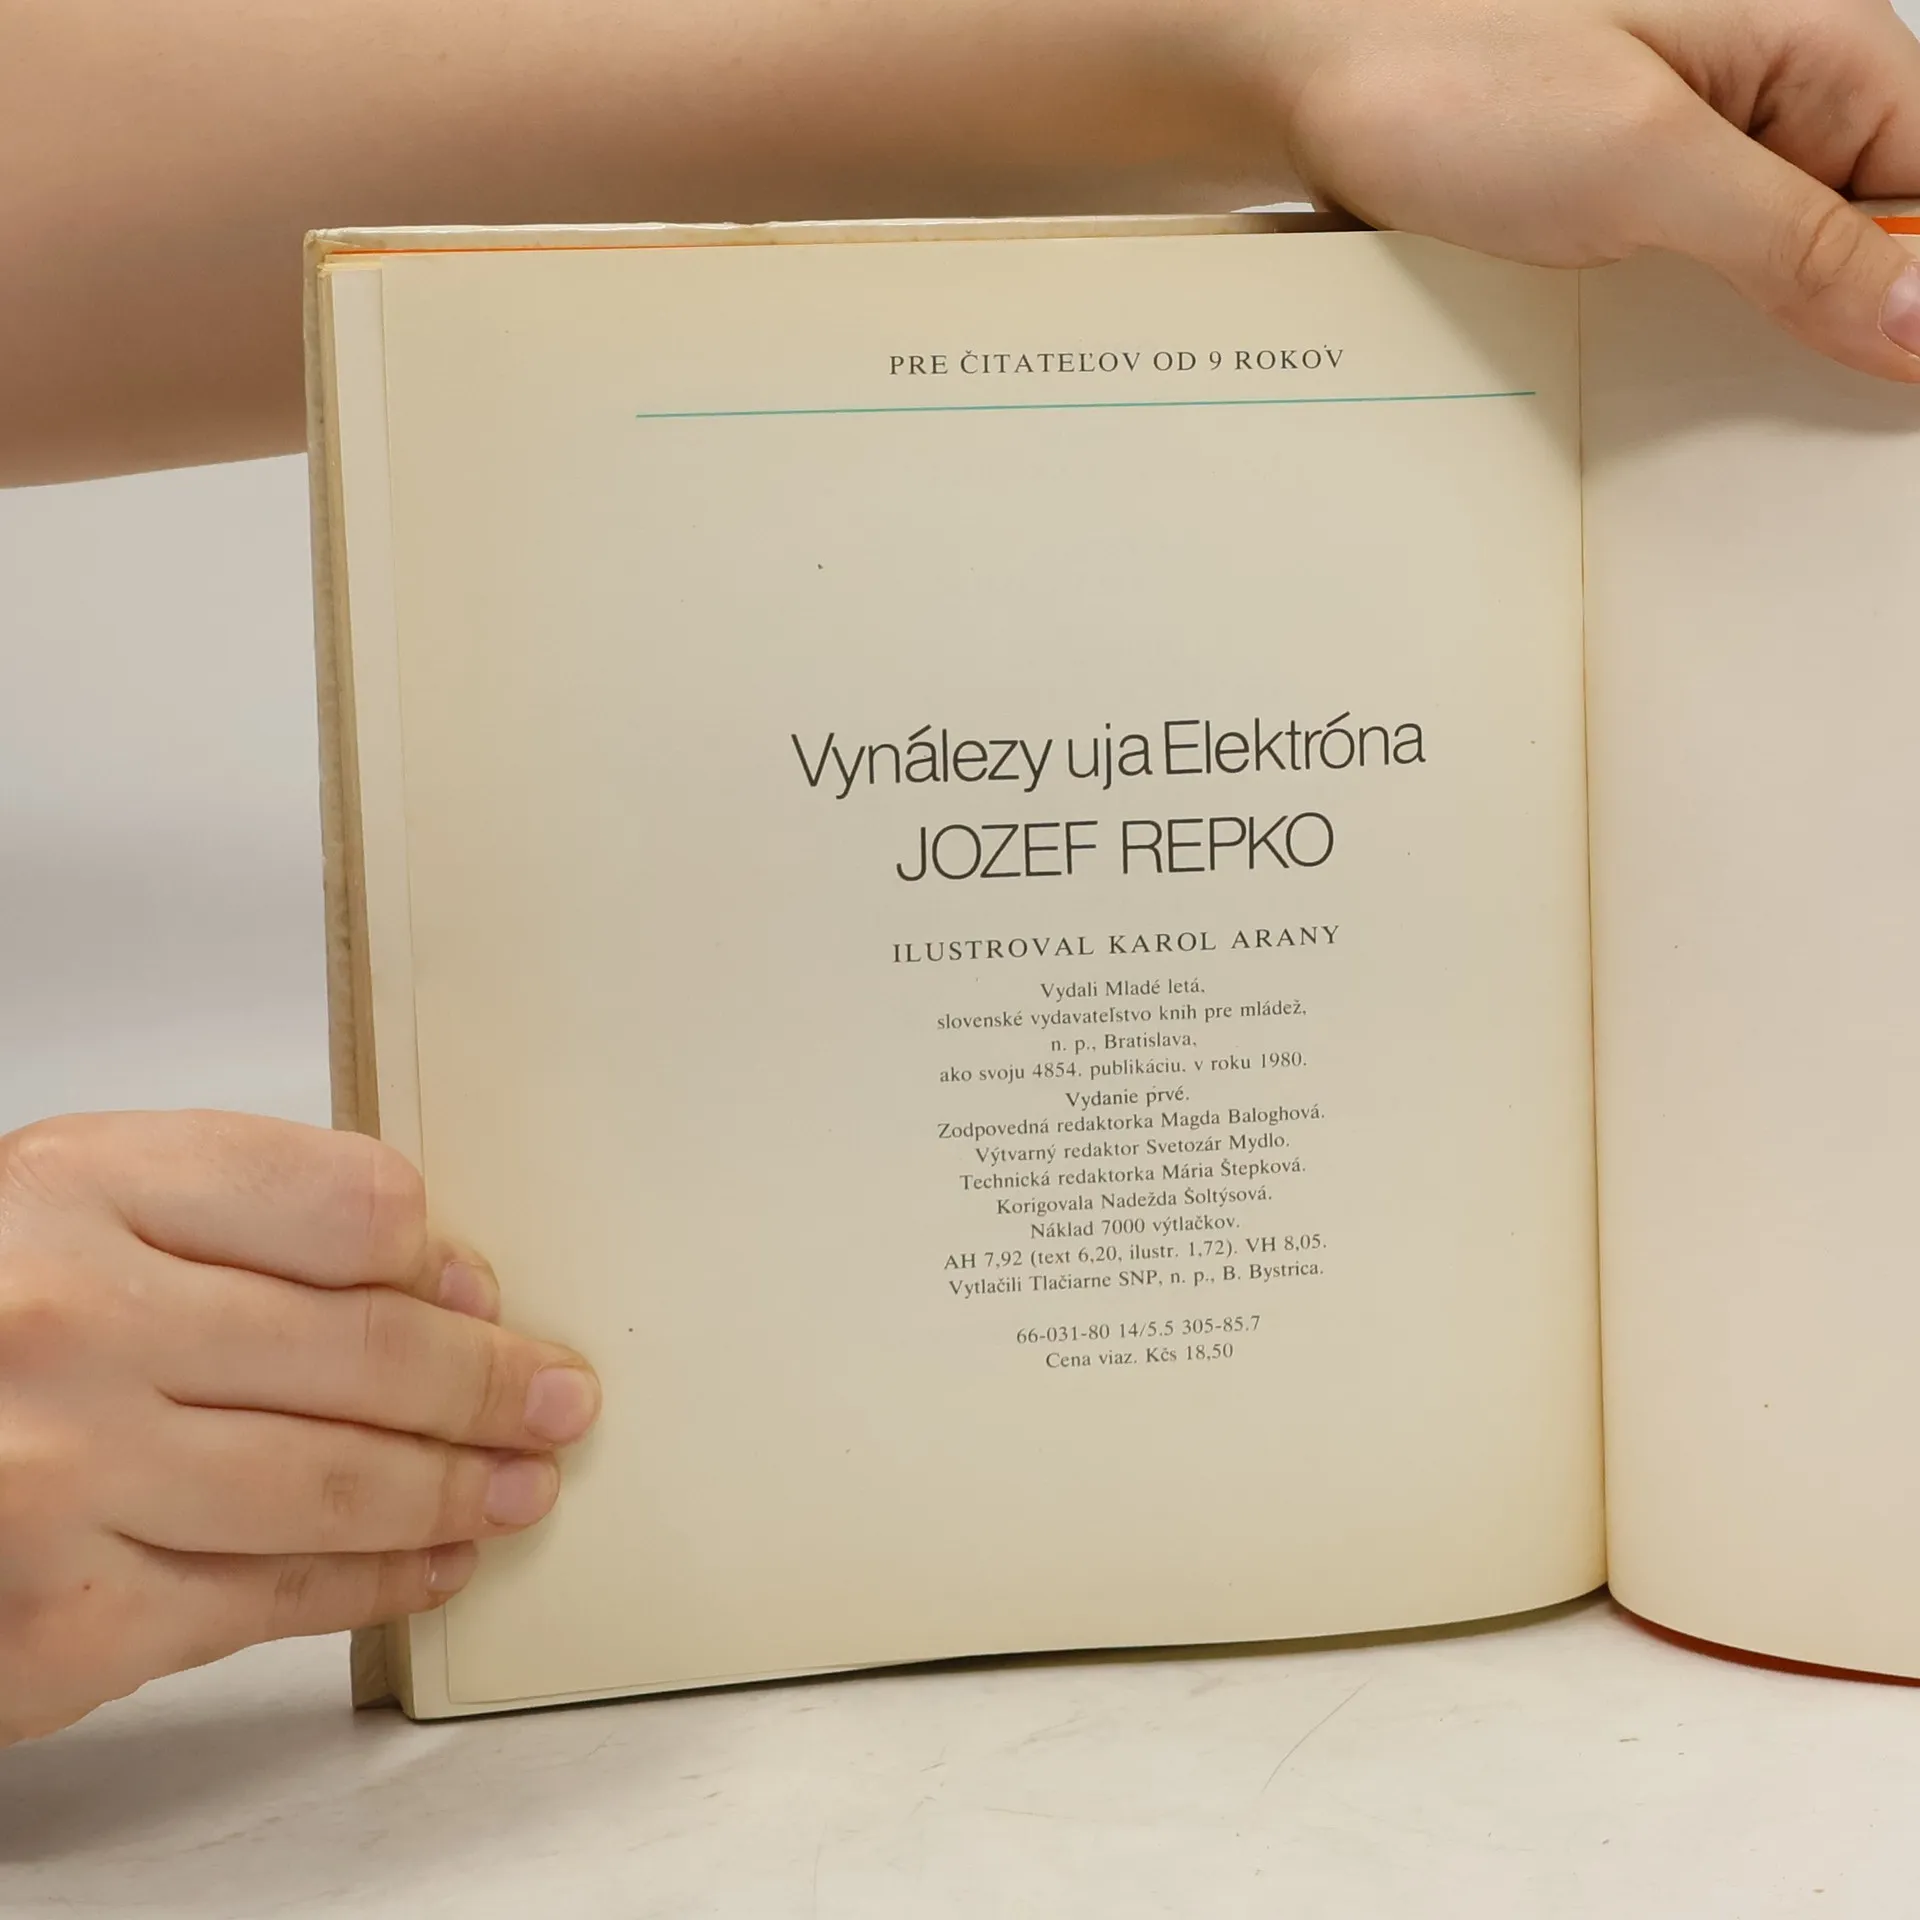 PRE ČITATEĽOV OD 9 ROKOV
Vynálezy uja Elektróna
JOZEF REPKO
ILUSTROVAL KAROL ARANY
Vydali Mladé letá,
slovenské vydavateľstvo kníh pre mládež,
n. p., Bratislava,
ako svoju 4854. publikáciu. v roku 1980.
Vydanie prvé.
Zodpovedná redaktorka Magda Baloghová.
Výtvarný redaktor Svetozár Mydlo.
Technická redaktorka Mária Štepková.
Korigovala Nadežda Šoltýsová.
Náklad 7000 výtlačkov.
AH 7,92 (text 6,20, ilustr. 1,72). VH 8,05.
Vytlačili Tlačiarne SNP, n. p., B. Bystrica.
66-031-80 14/5.5 305-85.7
Cena viaz. Kčs 18,50